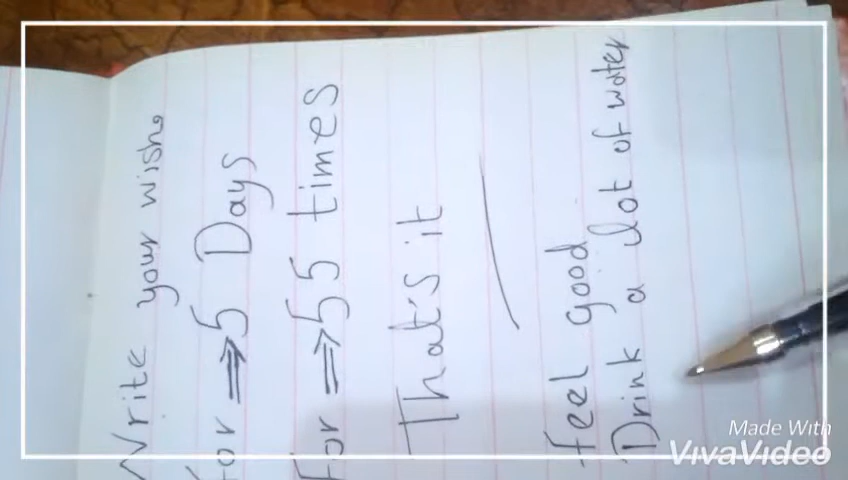 Write your wish.
for ⇒ 5 Days
for ⇒ 55 times
That's it
feel good
Drink a lot of water
Made With
VivaVideo